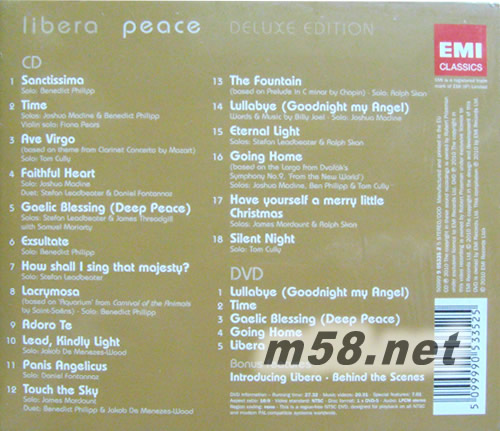 libera peace DELUXE EDITION
EMI
CLASSICS
CD
1 Sanctissima
Solo: Benedict Philipp
2 Time
Solos: Joshua Madine & Benedict Philipp
Violin solo: Fiona Pears
3 Ave Virgo
(based on theme from Clarinet Concerto by Mozart)
Solo: Tom Cully
4 Faithful Heart
Solo: Joshua Madine
Duet: Stefan Leadbeater & Daniel Fontannaz
5 Gaelic Blessing (Deep Peace)
Solos: Stefan Leadbeater & James Threadgill
with Samuel Moriarty
6 Exsultate
Solo: Benedict Philipp
7 How shall I sing that majesty?
Solo: Stefan Leadbeater
8 Lacrymosa
(based on 'Aquarium' from Carnival of the Animals
by Saint-Saëns) · Solo: Benedict Philipp
9 Adoro Te
10 Lead, Kindly Light
Solo: Jakob De Menezes-Wood
11 Panis Angelicus
Solo: Daniel Fontannaz
12 Touch the Sky
Solo: James Mordaunt
Duet: Benedict Philipp & Jakob De Menezes-Wood
13 The Fountain
(based on Prelude in C minor by Chopin) · Solo: Ralph Skan
14 Lullabye (Goodnight my Angel)
Words & Music by Billy Joel · Solo: Joshua Madine
15 Eternal Light
Solos: Stefan Leadbeater & Ralph Skan
16 Going Home
(based on the Largo from Dvořák's
Symphony No.9, 'From the New World')
Solos: Joshua Madine, Ben Philipp & Tom Cully
17 Have yourself a merry little
Christmas
Solos: James Mordaunt & Ralph Skan
18 Silent Night
Solo: Tom Cully
DVD
1 Lullabye (Goodnight my Angel)
2 Time
3 Gaelic Blessing (Deep Peace)
4 Going Home
5 Libera
Bonus
Introducing Libera - Behind the Scenes
m58.net
5 099990 533525